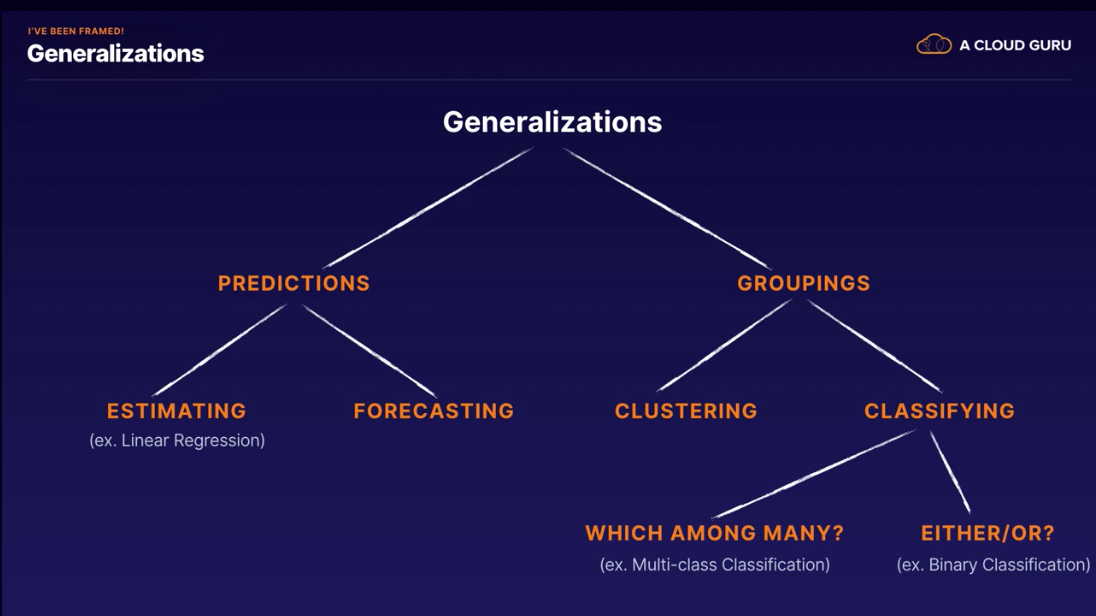 I'VE BEEN FRAMED!
Generalizations
A CLOUD GURU
Generalizations
PREDICTIONS
GROUPINGS
ESTIMATING
(ex. Linear Regression)
FORECASTING
CLUSTERING
CLASSIFYING
WHICH AMONG MANY?
(ex. Multi-class Classification)
EITHER/OR?
(ex. Binary Classification)